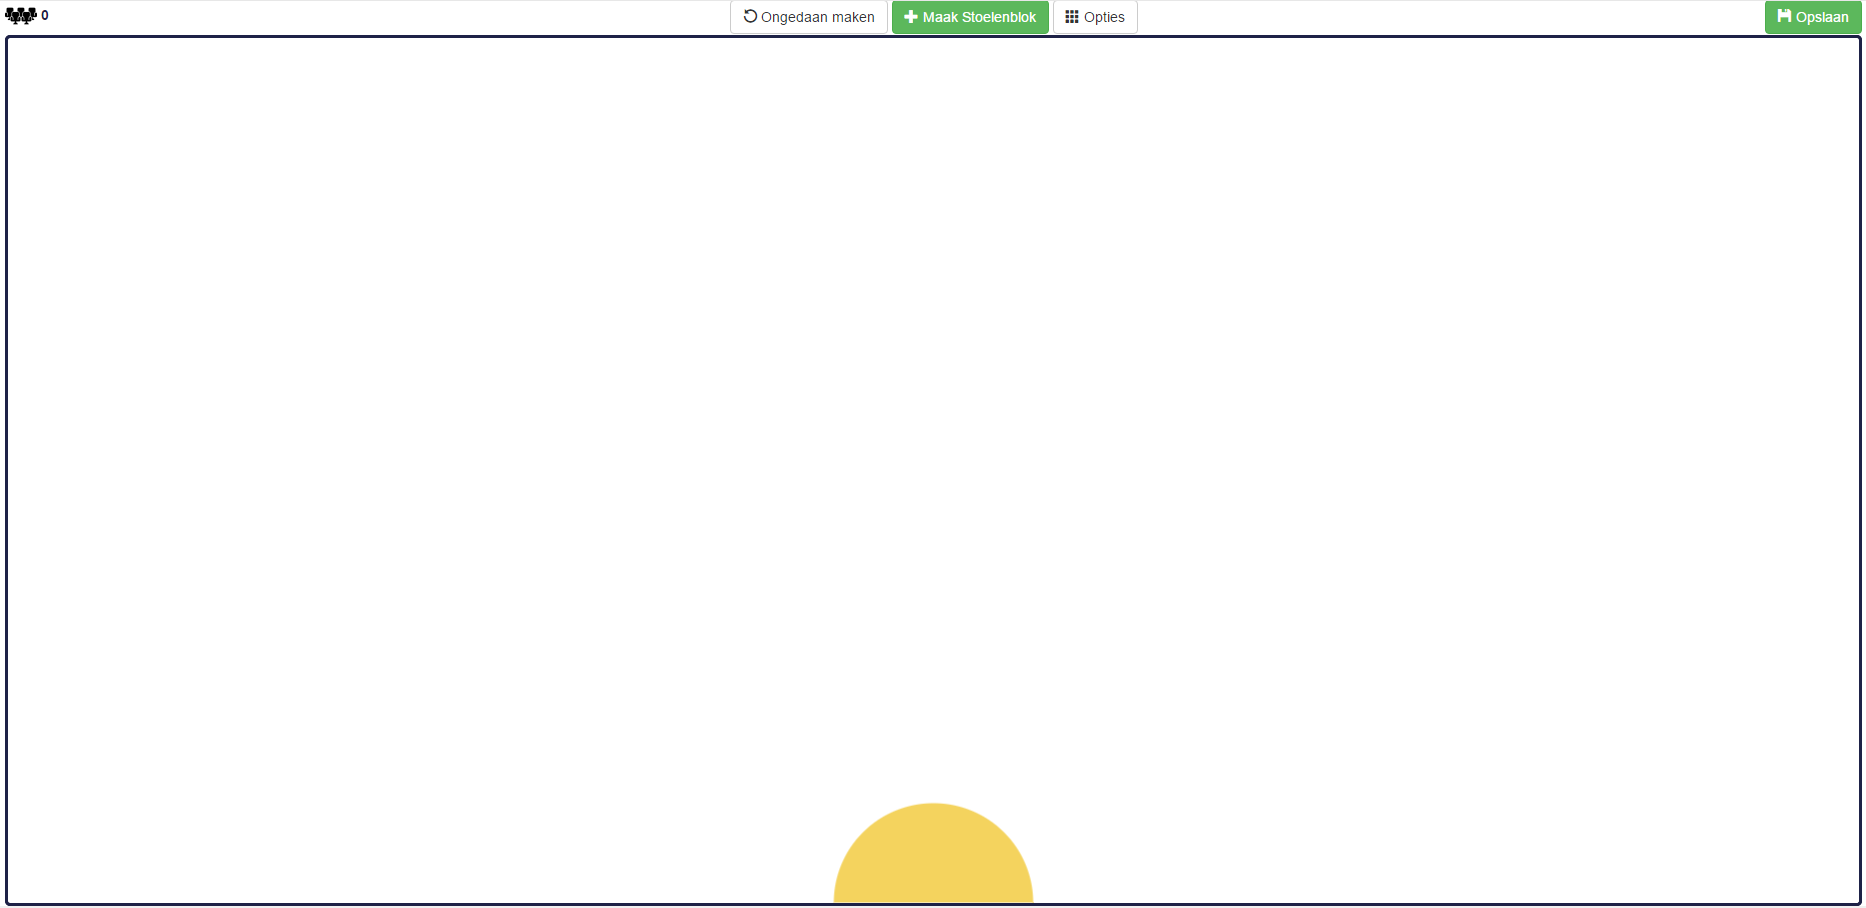 0
Ongedaan maken
Maak Stoelenblok
Opties
Opslaan